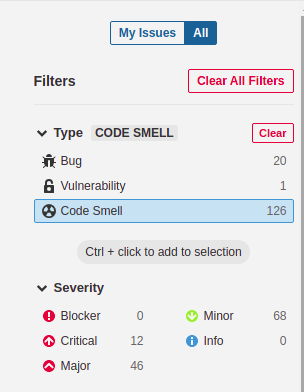 My Issues All
Filters Clear All Filters
Type CODE SMELL Clear
Bug 20
Vulnerability 1
Code Smell 126
Ctrl + click to add to selection
Severity
Blocker 0 Minor 68
Critical 12 Info 0
Major 46